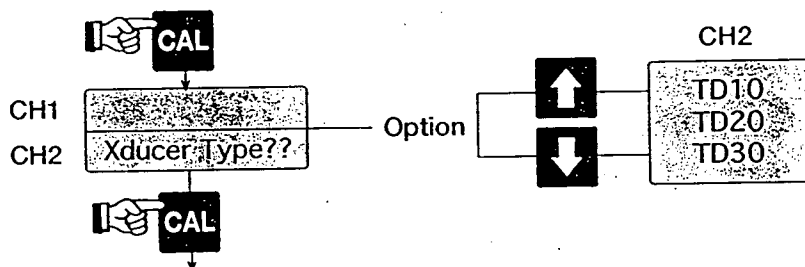 CAL
CH1
CH2
Xducer Type??
Option
CH2
TD10
TD20
TD30
CAL